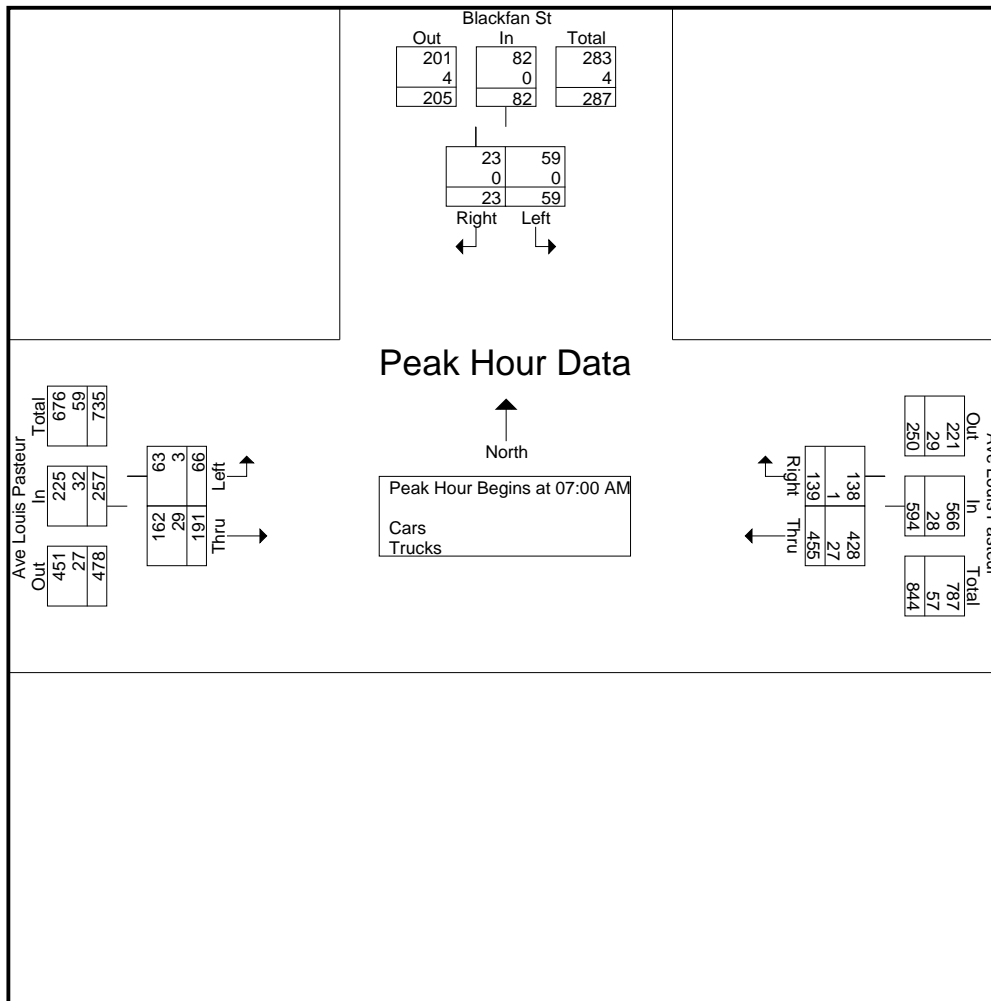 Blackfan St
Out In Total
201 82 283
4 0 4
205 82 287
23 59
0 0
23 59
Right Left
Peak Hour Data
North
Peak Hour Begins at 07:00 AM
Cars
Trucks
Ave Louis Pasteur
Out In Total
451 225 676
27 32 59
478 257 735
Left Thru
63 162
3 29
66 191
Right Thru
138 428
1 27
139 455
Ave Louis Pasteur
Out In Total
221 566 787
29 28 57
250 594 844